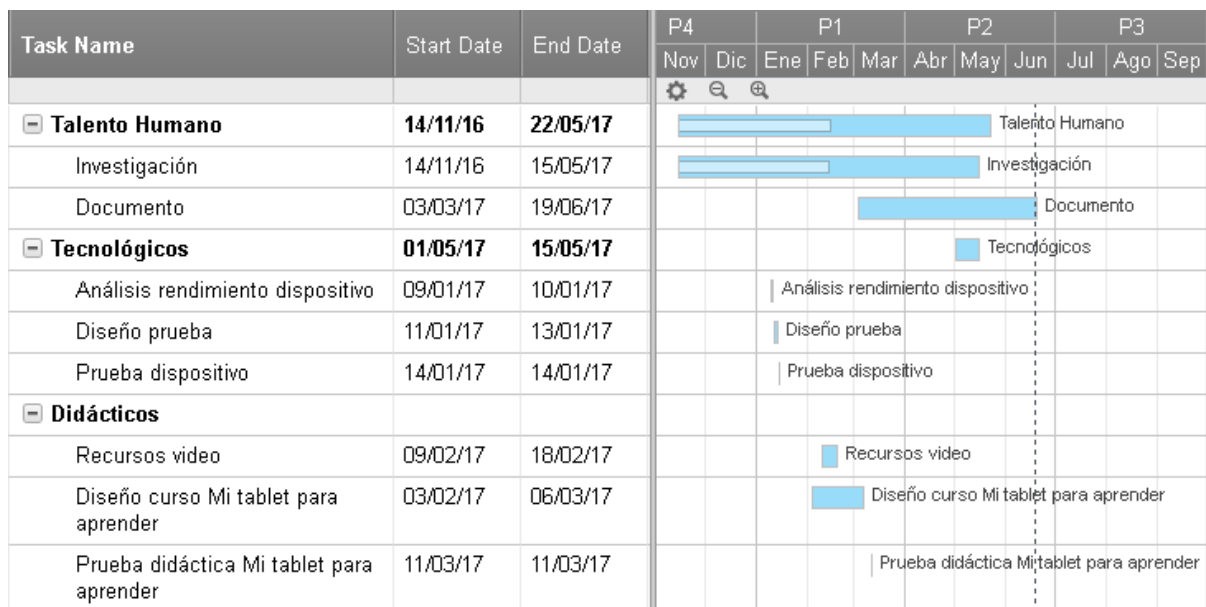 Task Name Start Date End Date P4 P1 P2 P3
Nov Dic Ene Feb Mar Abr May Jun Jul Ago Sep
Talento Humano 14/11/16 22/05/17 Talento Humano
Investigación 14/11/16 15/05/17 Investigación
Documento 03/03/17 19/06/17 Documento
Tecnológicos 01/05/17 15/05/17 Tecnológicos
Análisis rendimiento dispositivo 09/01/17 10/01/17 Análisis rendimiento dispositivo
Diseño prueba 11/01/17 13/01/17 Diseño prueba
Prueba dispositivo 14/01/17 14/01/17 Prueba dispositivo
Didácticos
Recursos video 09/02/17 18/02/17 Recursos video
Diseño curso Mi tablet para 03/02/17 06/03/17 Diseño curso Mi tablet para aprender
aprender
Prueba didáctica Mi tablet para 11/03/17 11/03/17 Prueba didáctica Mi tablet para aprender
aprender